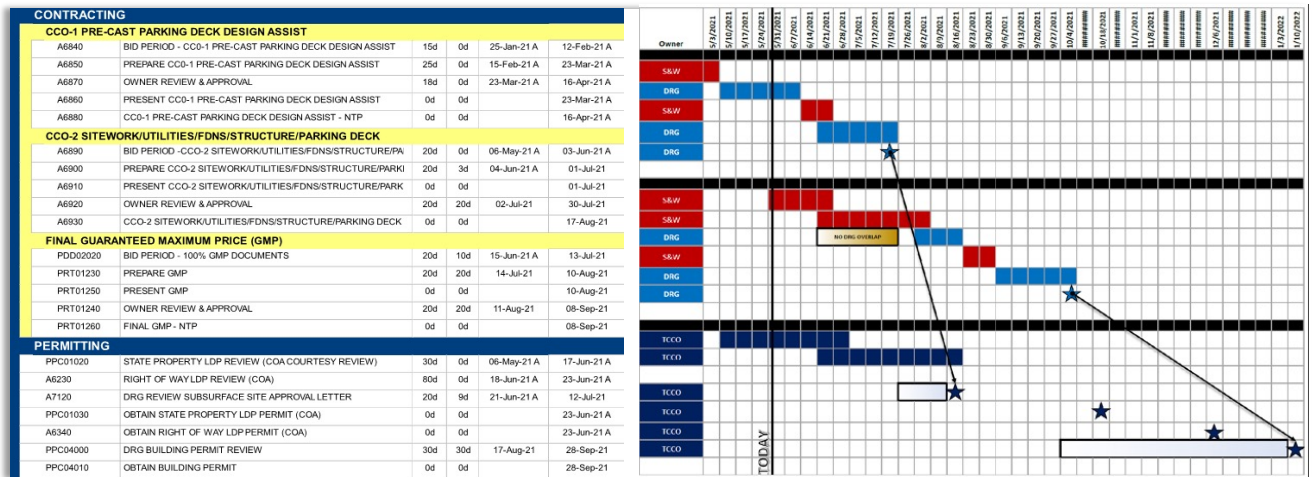 CONTRACTING
CCO-1 PRE-CAST PARKING DECK DESIGN ASSIST
A6840 BID PERIOD - CC0-1 PRE-CAST PARKING DECK DESIGN ASSIST 15d 0d 25-Jan-21 A 12-Feb-21 A
A6850 PREPARE CC0-1 PRE-CAST PARKING DECK DESIGN ASSIST 25d 0d 15-Feb-21 A 23-Mar-21 A
A6870 OWNER REVIEW & APPROVAL 18d 0d 23-Mar-21 A 16-Apr-21 A
A6860 PRESENT CC0-1 PRE-CAST PARKING DECK DESIGN ASSIST 0d 0d 23-Mar-21 A
A6880 CC0-1 PRE-CAST PARKING DECK DESIGN ASSIST - NTP 0d 0d 16-Apr-21 A
CCO-2 SITEWORK/UTILITIES/FDNS/STRUCTURE/PARKING DECK
A6890 BID PERIOD -CCO-2 SITEWORK/UTILITIES/FDNS/STRUCTURE/PAI 20d 0d 06-May-21 A 03-Jun-21 A
A6900 PREPARE CCO-2 SITEWORK/UTILITIES/FDNS/STRUCTURE/PARKI 20d 3d 04-Jun-21 A 01-Jul-21
A6910 PRESENT CCO-2 SITEWORK/UTILITIES/FDNS/STRUCTURE/PARK 0d 0d 01-Jul-21
A6920 OWNER REVIEW & APPROVAL 20d 20d 02-Jul-21 30-Jul-21
A6930 CCO-2 SITEWORK/UTILITIES/FDNS/STRUCTURE/PARKING DECK 0d 0d 17-Aug-21
FINAL GUARANTEED MAXIMUM PRICE (GMP)
PDD02020 BID PERIOD - 100% GMP DOCUMENTS 20d 10d 15-Jun-21 A 13-Jul-21
PRT01230 PREPARE GMP 20d 20d 14-Jul-21 10-Aug-21
PRT01250 PRESENT GMP 0d 0d 10-Aug-21
PRT01240 OWNER REVIEW & APPROVAL 20d 20d 11-Aug-21 08-Sep-21
PRT01260 FINAL GMP - NTP 0d 0d 08-Sep-21
PERMITTING
PPC01020 STATE PROPERTY LDP REVIEW (COA COURTESY REVIEW) 30d 0d 06-May-21 A 17-Jun-21 A
A6230 RIGHT OF WAY LDP REVIEW (COA) 80d 0d 18-Jun-21 A 23-Jun-21 A
A7120 DRG REVIEW SUBSURFACE SITE APPROVAL LETTER 20d 9d 21-Jun-21 A 12-Jul-21
PPC01030 OBTAIN STATE PROPERTY LDP PERMIT (COA) 0d 0d 23-Jun-21 A
A6340 OBTAIN RIGHT OF WAY LDP PERMIT (COA) 0d 0d 23-Jun-21 A
PPC04000 DRG BUILDING PERMIT REVIEW 30d 30d 17-Aug-21 28-Sep-21
PPC04010 OBTAIN BUILDING PERMIT 0d 0d 28-Sep-21
Owner 5/3/2021 5/10/2021 5/17/2021 5/24/2021 5/31/2021 6/7/2021 6/14/2021 6/21/2021 6/28/2021 7/5/2021 7/12/2021 7/19/2021 7/26/2021 8/2/2021 8/9/2021 8/16/2021 8/23/2021 8/30/2021 9/6/2021 9/13/2021 9/20/2021 9/27/2021 10/4/2021 ######## 10/18/2021 ######## 11/1/2021 11/8/2021 ######## ######## ######## 12/6/2021 ######## ######## ######## 1/3/2022 1/10/2022
S&W
DRG
S&W
DRG
DRG
S&W
S&W
DRG NO DRG OVERLAP
S&W
DRG
DRG
TCCO
TCCO
TCCO
TCCO
TCCO
TCCO
TODAY